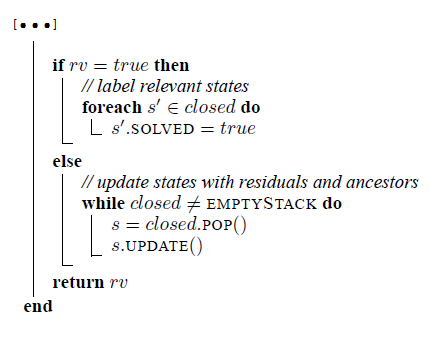 [•••]
if rv = true then
// label relevant states
foreach s′ ∈ closed do
s′.SOLVED = true
else
// update states with residuals and ancestors
while closed ≠ EMPTYSTACK do
s = closed.POP()
s.UPDATE()
return rv
end